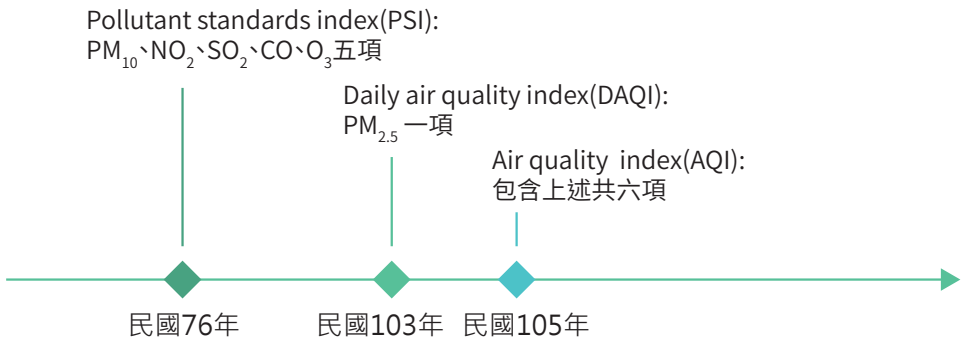 Pollutant standards index(PSI):
PM₁₀、NO₂、SO₂、CO、O₃五項
Daily air quality index(DAQI):
PM₂.₅ 一項
Air quality index(AQI):
包含上述共六項
民國76年
民國103年
民國105年